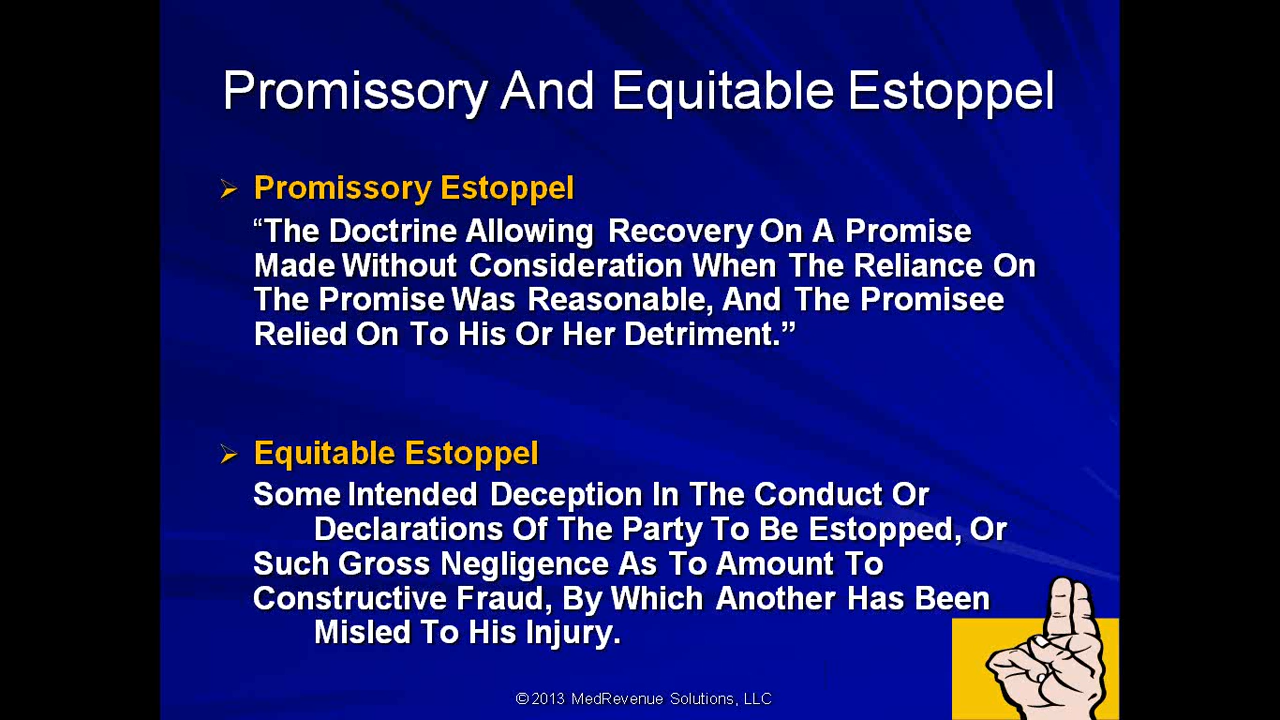 Promissory And Equitable Estoppel
Promissory Estoppel
“The Doctrine Allowing Recovery On A Promise
Made Without Consideration When The Reliance On
The Promise Was Reasonable, And The Promisee
Relied On To His Or Her Detriment.”
Equitable Estoppel
Some Intended Deception In The Conduct Or
Declarations Of The Party To Be Estopped, Or
Such Gross Negligence As To Amount To
Constructive Fraud, By Which Another Has Been
Misled To His Injury.
©2013 MedRevenue Solutions, LLC